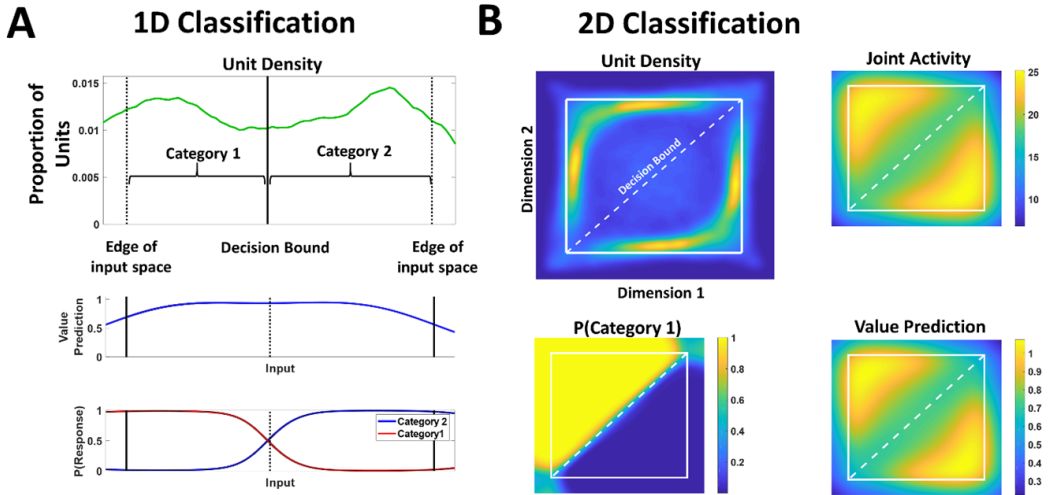 A
1D Classification
Unit Density
Proportion of
Units
0.015
0.01
0.005
0
Category 1
Category 2
Edge of
input space
Decision Bound
Edge of
input space
Value
Prediction
1
0.5
0
Input
P(Response)
1
0.5
0
Category 2
Category1
Input
B
2D Classification
Unit Density
Dimension 2
Decision Bound
Dimension 1
Joint Activity
25
20
15
10
P(Category 1)
1
0.8
0.6
0.4
0.2
Value Prediction
1
0.9
0.8
0.7
0.6
0.5
0.4
0.3